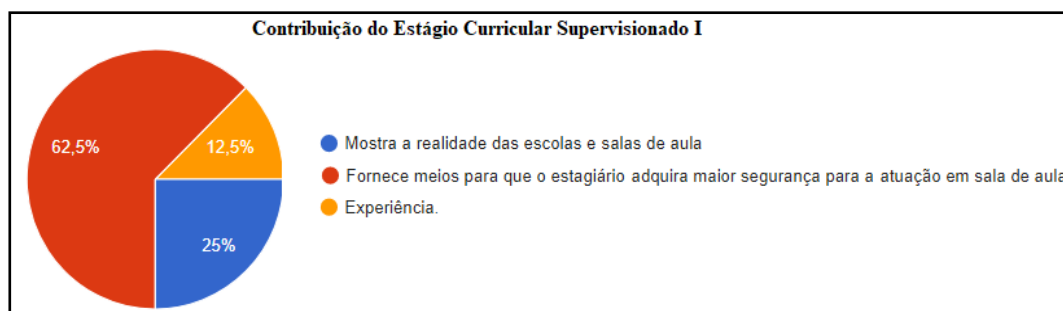 Contribuição do Estágio Curricular Supervisionado I
62,5%
12,5%
25%
Mostra a realidade das escolas e salas de aula
Fornece meios para que o estagiário adquira maior segurança para a atuação em sala de aula
Experiência.